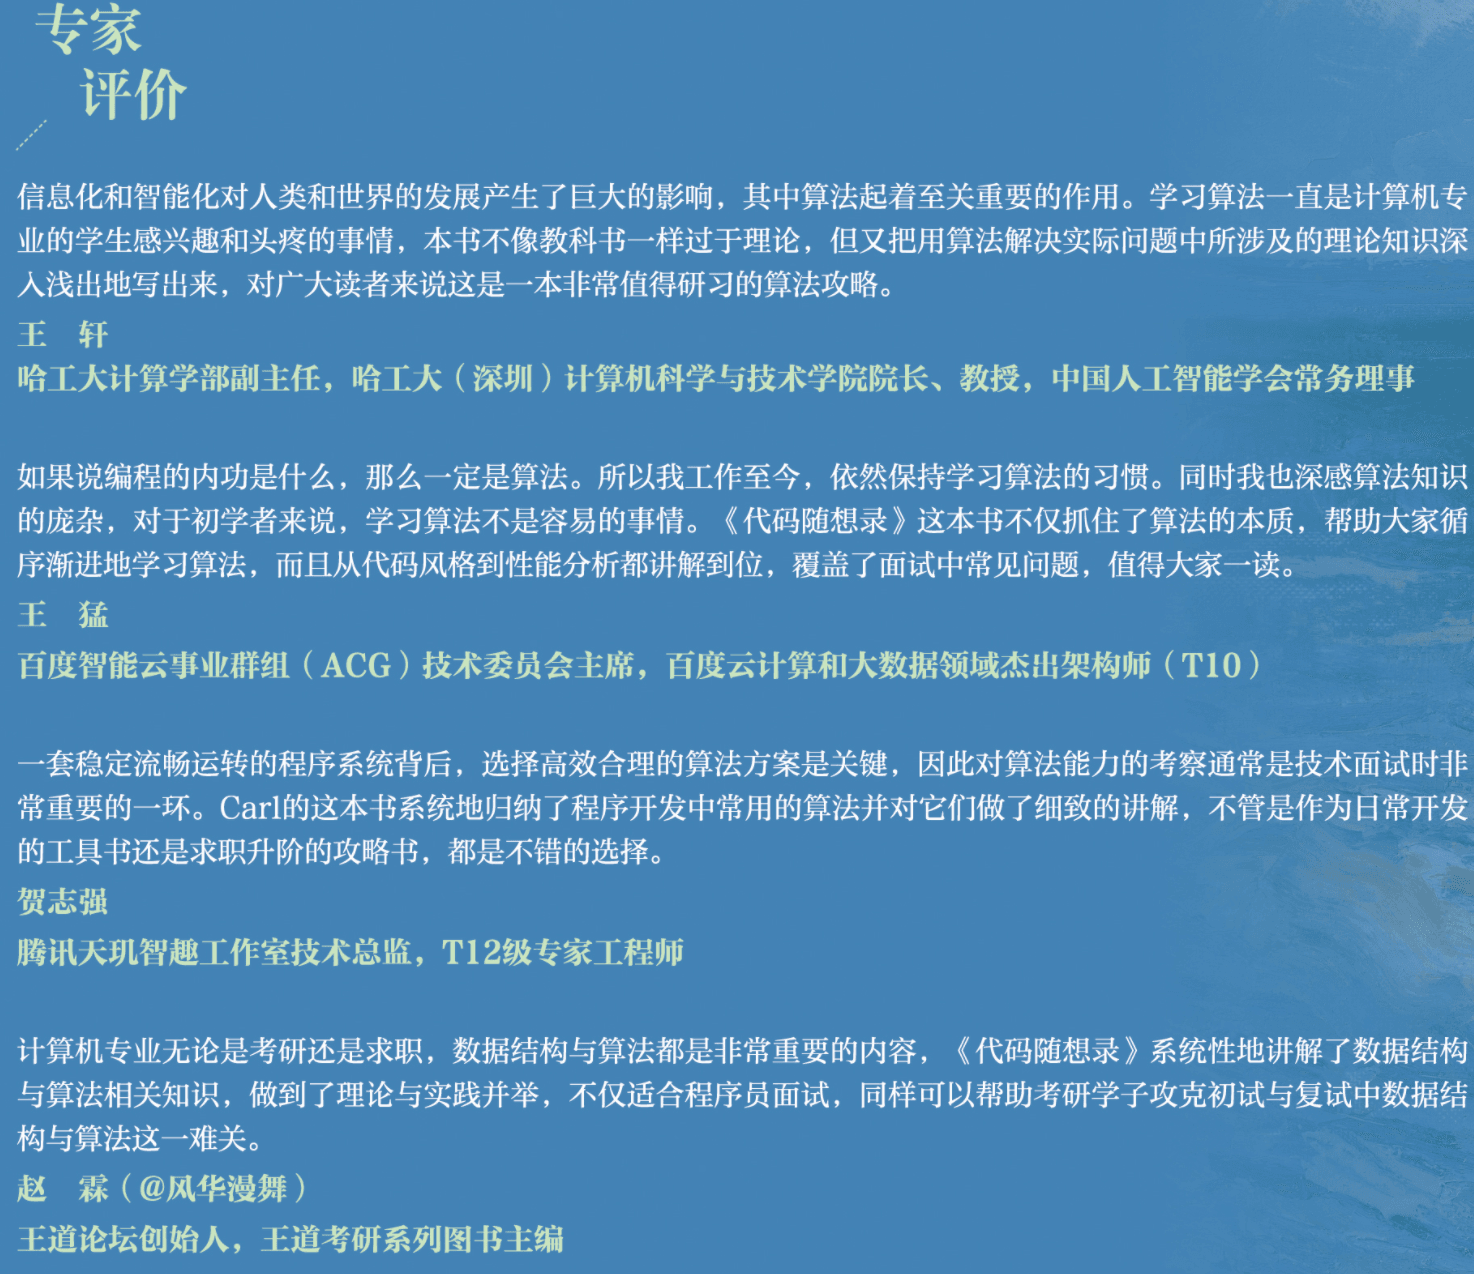 专家
评价
信息化和智能化对人类和世界的发展产生了巨大的影响，其中算法起着至关重要的作用。学习算法一直是计算机专
业的学生感兴趣和头疼的事情，本书不像教科书一样过于理论，但又把用算法解决实际问题中所涉及的理论知识深
入浅出地写出来，对广大读者来说这是一本非常值得研习的算法攻略。
王　轩
哈工大计算学部副主任，哈工大（深圳）计算机科学与技术学院院长、教授，中国人工智能学会常务理事
如果说编程的内功是什么，那么一定是算法。所以我工作至今，依然保持学习算法的习惯。同时我也深感算法知识
的庞杂，对于初学者来说，学习算法不是容易的事情。《代码随想录》这本书不仅抓住了算法的本质，帮助大家循
序渐进地学习算法，而且从代码风格到性能分析都讲解到位，覆盖了面试中常见问题，值得大家一读。
王　猛
百度智能云事业群组（ACG）技术委员会主席，百度云计算和大数据领域杰出架构师（T10）
一套稳定流畅运转的程序系统背后，选择高效合理的算法方案是关键，因此对算法能力的考察通常是技术面试时非
常重要的一环。Carl的这本书系统地归纳了程序开发中常用的算法并对它们做了细致的讲解，不管是作为日常开发
的工具书还是求职升阶的攻略书，都是不错的选择。
贺志强
腾讯天玑智趣工作室技术总监，T12级专家工程师
计算机专业无论是考研还是求职，数据结构与算法都是非常重要的内容，《代码随想录》系统性地讲解了数据结构
与算法相关知识，做到了理论与实践并举，不仅适合程序员面试，同样可以帮助考研学子攻克初试与复试中数据结
构与算法这一难关。
赵　霖（@风华漫舞）
王道论坛创始人，王道考研系列图书主编